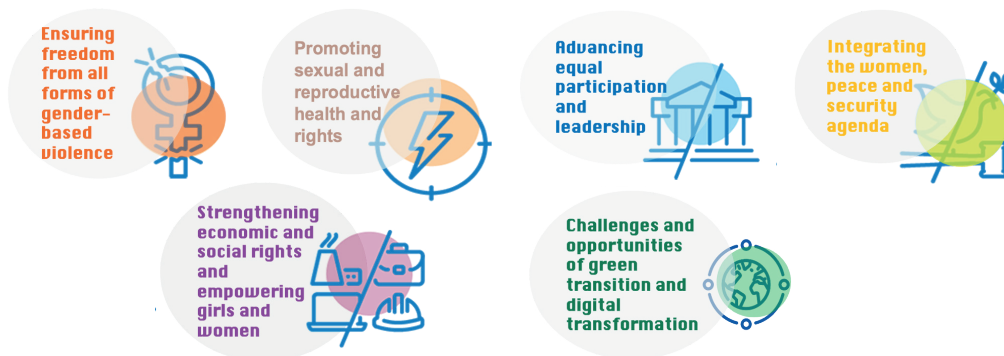 Ensuring
freedom
from all
forms of
gender-
based
violence
Promoting
sexual and
reproductive
health and
rights
Advancing
equal
participation
and
leadership
Integrating
the women,
peace and
security
agenda
Strengthening
economic and
social rights
and
empowering
girls and
women
Challenges and
opportunities
of green
transition and
digital
transformation